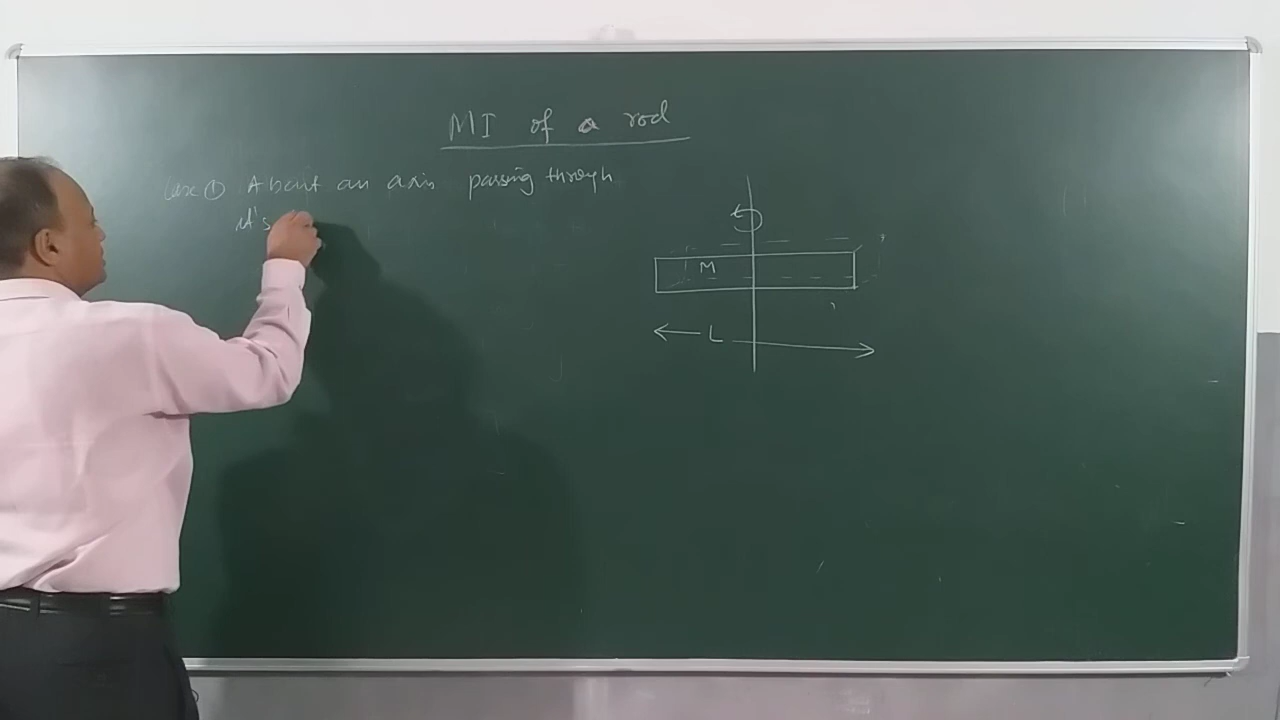 MI of a rod
Case ① About an axis passing through
it's
M
L